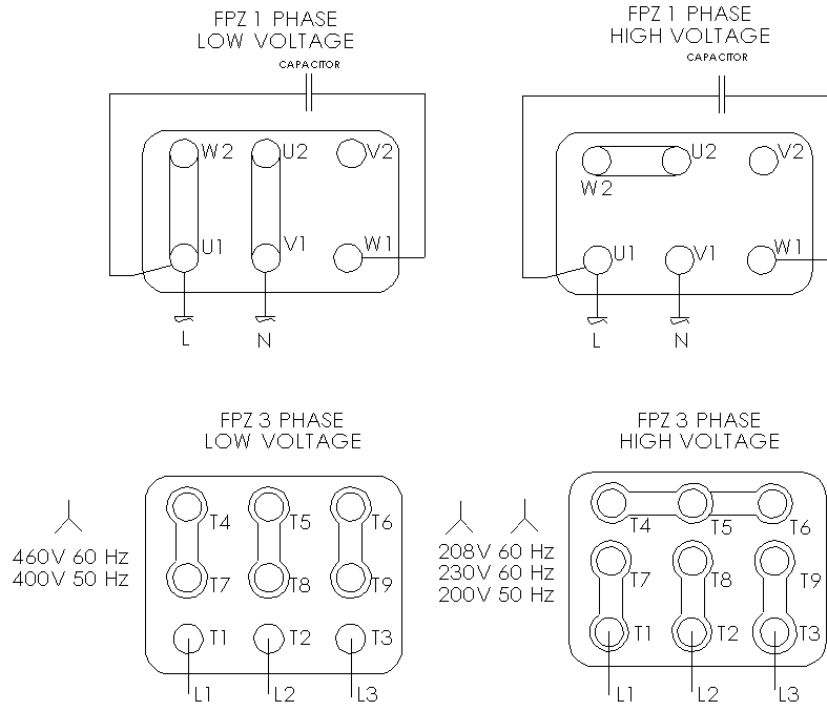 FPZ 1 PHASE
LOW VOLTAGE
CAPACITOR
W2
U2
V2
U1
V1
W1
L
N
FPZ 1 PHASE
HIGH VOLTAGE
CAPACITOR
U2
V2
W2
U1
V1
W1
L
N
FPZ 3 PHASE
LOW VOLTAGE
460V 60 Hz
400V 50 Hz
T4
T5
T6
T7
T8
T9
T1
T2
T3
L1
L2
L3
FPZ 3 PHASE
HIGH VOLTAGE
208V 60 Hz
230V 60 Hz
200V 50 Hz
T4
T5
T6
T7
T8
T9
T1
T2
T3
L1
L2
L3